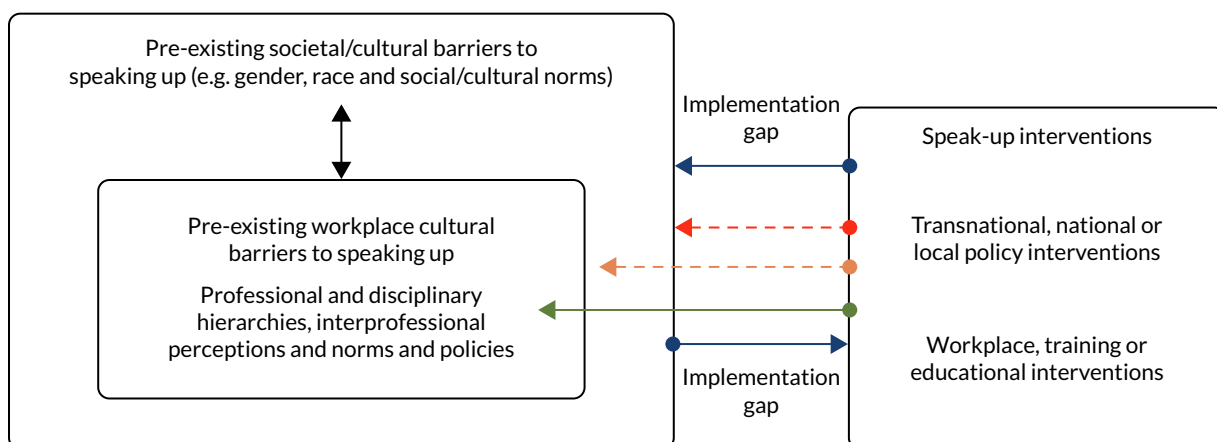 Pre-existing societal/cultural barriers to
speaking up (e.g. gender, race and social/cultural norms)
Pre-existing workplace cultural
barriers to speaking up
Professional and disciplinary
hierarchies, interprofessional
perceptions and norms and policies
Implementation
gap
Implementation
gap
Speak-up interventions
Transnational, national or
local policy interventions
Workplace, training or
educational interventions